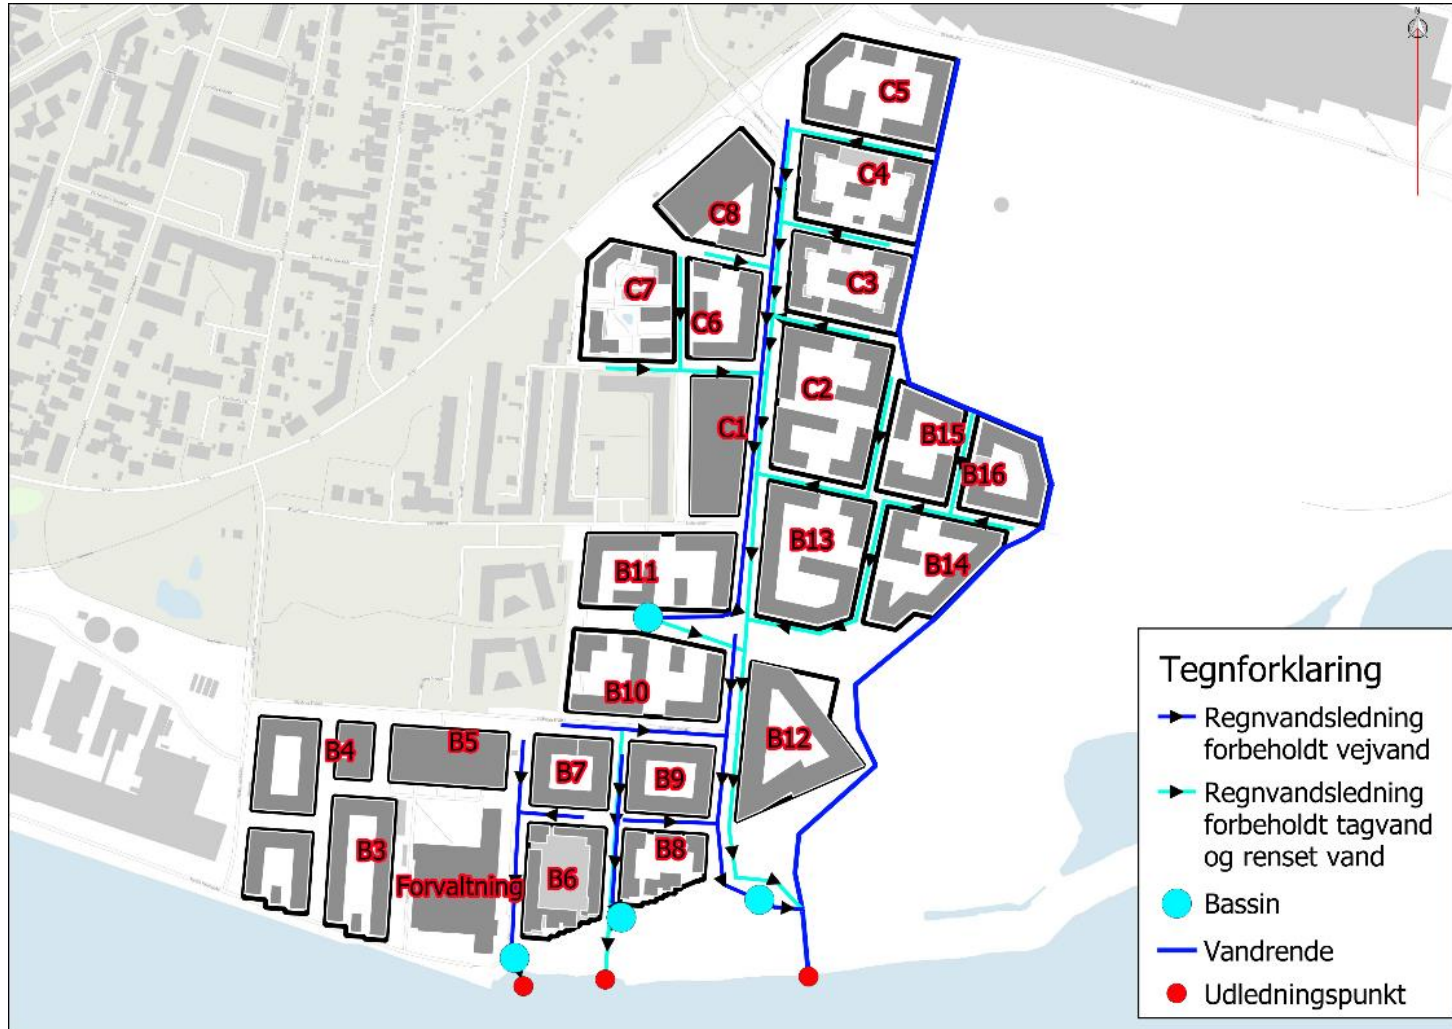 N
C5
C4
C8
C7
C3
C6
C2
C1
B15
B16
B13
B14
B11
B10
B12
B4
B5
B7
B9
B3
B8
B6
Forvaltning
Tegnforklaring
Regnvandsledning
forbeholdt vejvand
Regnvandsledning
forbeholdt tagvand
og renset vand
Bassin
Vandrende
Udledningspunkt